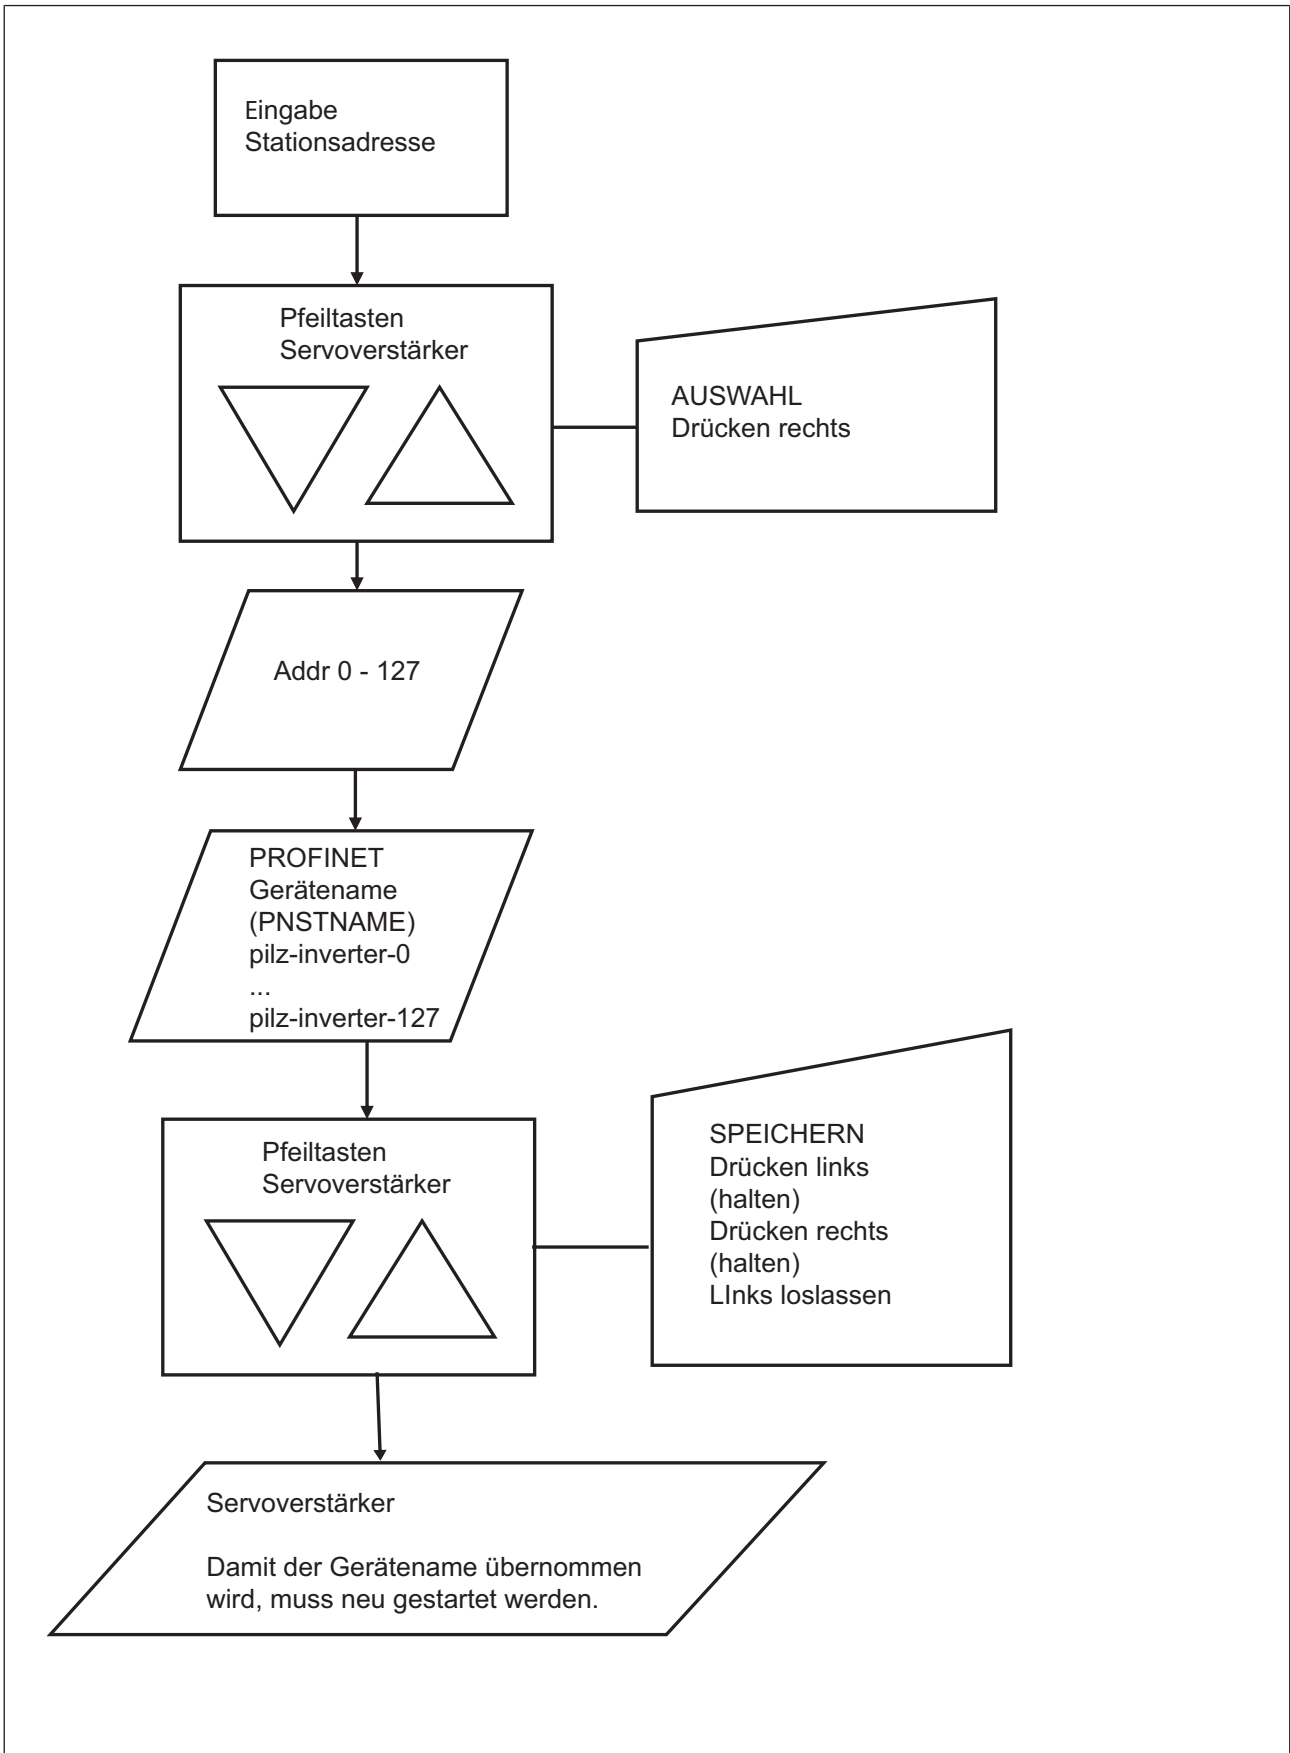 Eingabe
Stationsadresse
Pfeiltasten
Servoverstärker
AUSWAHL
Drücken rechts
Addr 0 - 127
PROFINET
Gerätename
(PNSTNAME)
pilz-inverter-0
...
pilz-inverter-127
Pfeiltasten
Servoverstärker
SPEICHERN
Drücken links
(halten)
Drücken rechts
(halten)
LInks loslassen
Servoverstärker
Damit der Gerätename übernommen
wird, muss neu gestartet werden.